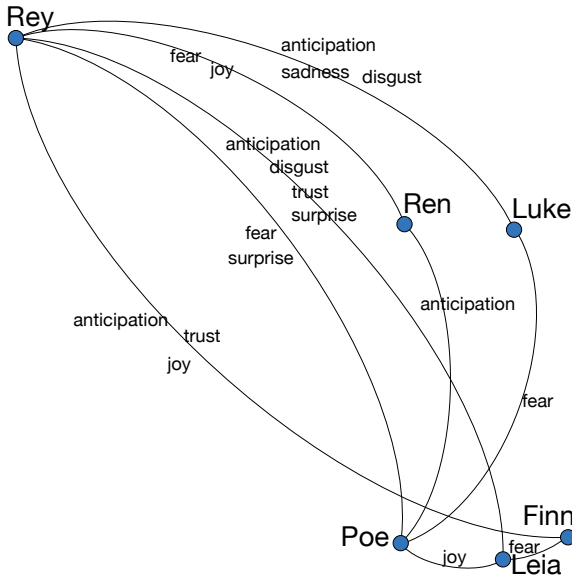 Rey
anticipation
fear
joy
sadness
disgust
anticipation
disgust
trust
surprise
Ren
Luke
fear
surprise
anticipation
anticipation
trust
joy
fear
Poe
joy
fear
Finn
Leia